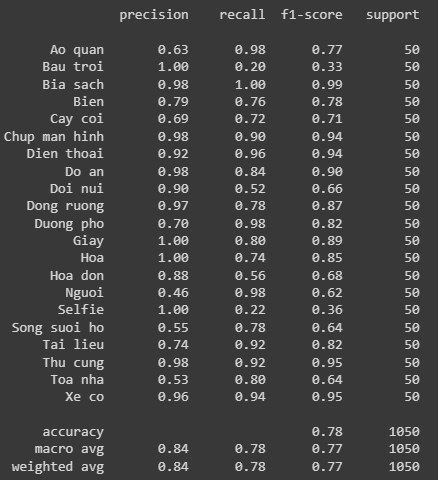 precision recall f1-score support
Ao quan 0.63 0.98 0.77 50
Bau troi 1.00 0.20 0.33 50
Bia sach 0.98 1.00 0.99 50
Bien 0.79 0.76 0.78 50
Cay coi 0.69 0.72 0.71 50
Chup man hinh 0.98 0.90 0.94 50
Dien thoai 0.92 0.96 0.94 50
Do an 0.98 0.84 0.90 50
Doi nui 0.90 0.52 0.66 50
Dong ruong 0.97 0.78 0.87 50
Duong pho 0.70 0.98 0.82 50
Giay 1.00 0.80 0.89 50
Hoa 1.00 0.74 0.85 50
Hoa don 0.88 0.56 0.68 50
Nguoi 0.46 0.98 0.62 50
Selfie 1.00 0.22 0.36 50
Song suoi ho 0.55 0.78 0.64 50
Tai lieu 0.74 0.92 0.82 50
Thu cung 0.98 0.92 0.95 50
Toa nha 0.53 0.80 0.64 50
Xe co 0.96 0.94 0.95 50
accuracy 0.78 1050
macro avg 0.84 0.78 0.77 1050
weighted avg 0.84 0.78 0.77 1050